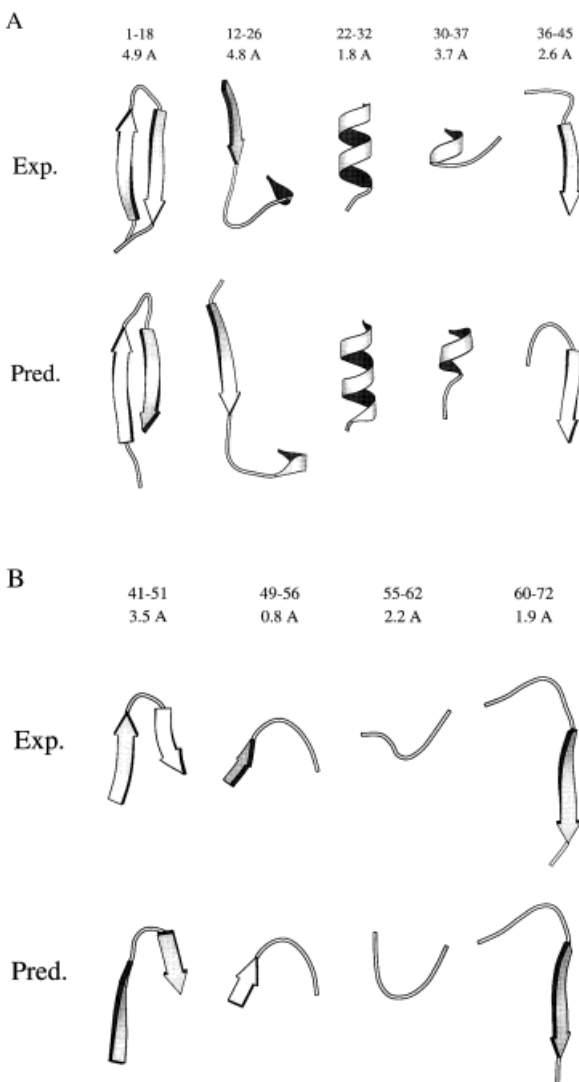 A
1-18 12-26 22-32 30-37 36-45
4.9 A 4.8 A 1.8 A 3.7 A 2.6 A
Exp.
Pred.
B
41-51 49-56 55-62 60-72
3.5 A 0.8 A 2.2 A 1.9 A
Exp.
Pred.